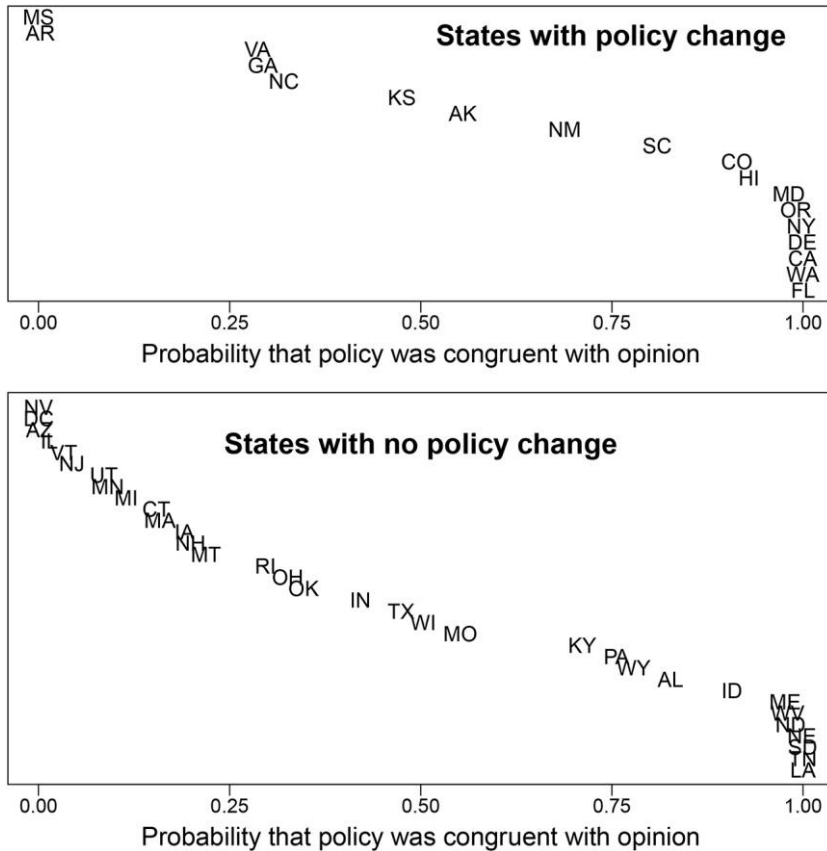 MS
AR
States with policy change
VA
GA
NC
KS
AK
NM
SC
CO
HI
MD
OR
NY
DE
CA
WA
FL
0.00 0.25 0.50 0.75 1.00
Probability that policy was congruent with opinion
NV
DC
AZ
IL
States with no policy change
VT
NJ
UT
MN
MI
CT
MA
IA
NH
MT
RI
OH
OK
IN
TX
WI
MO
KY
PA
WY
AL
ID
ME
WV
ND
NE
SD
TN
LA
0.00 0.25 0.50 0.75 1.00
Probability that policy was congruent with opinion